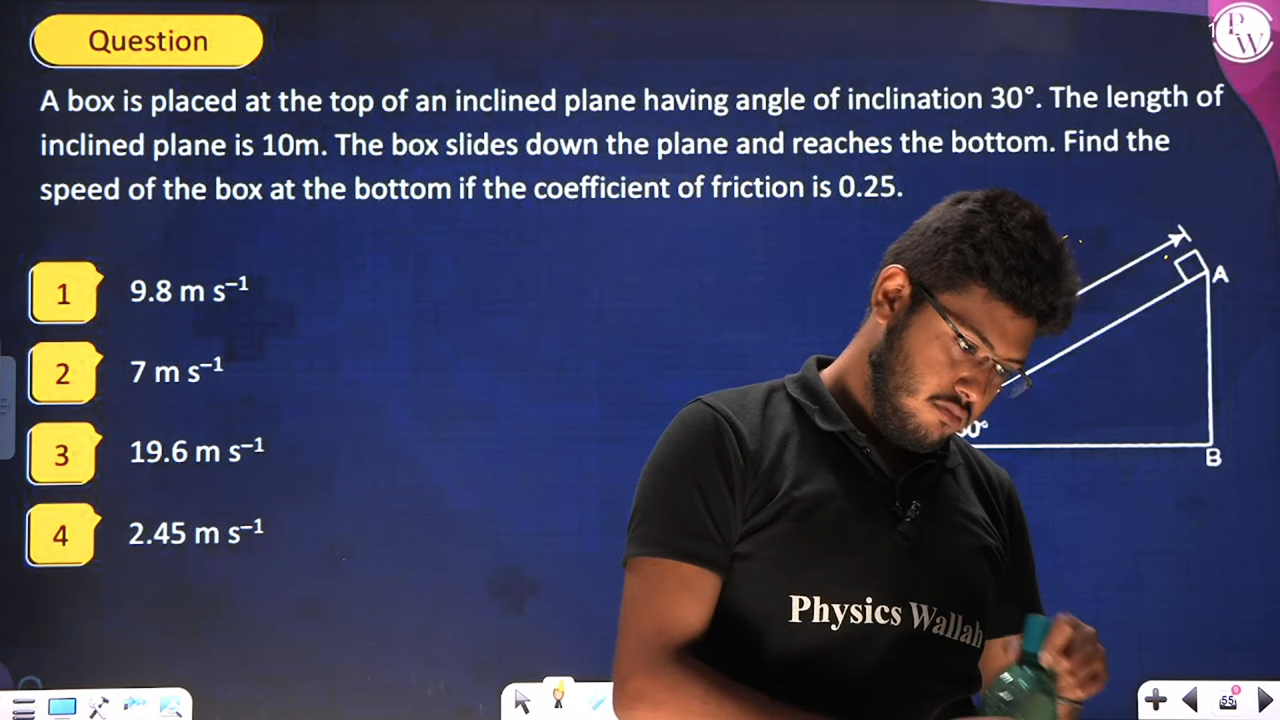 Question
A box is placed at the top of an inclined plane having angle of inclination 30°. The length of
inclined plane is 10m. The box slides down the plane and reaches the bottom. Find the
speed of the box at the bottom if the coefficient of friction is 0.25.
1 9.8 m s⁻¹
2 7 m s⁻¹
3 19.6 m s⁻¹
4 2.45 m s⁻¹
A
B
Physics Wallah
PW
55